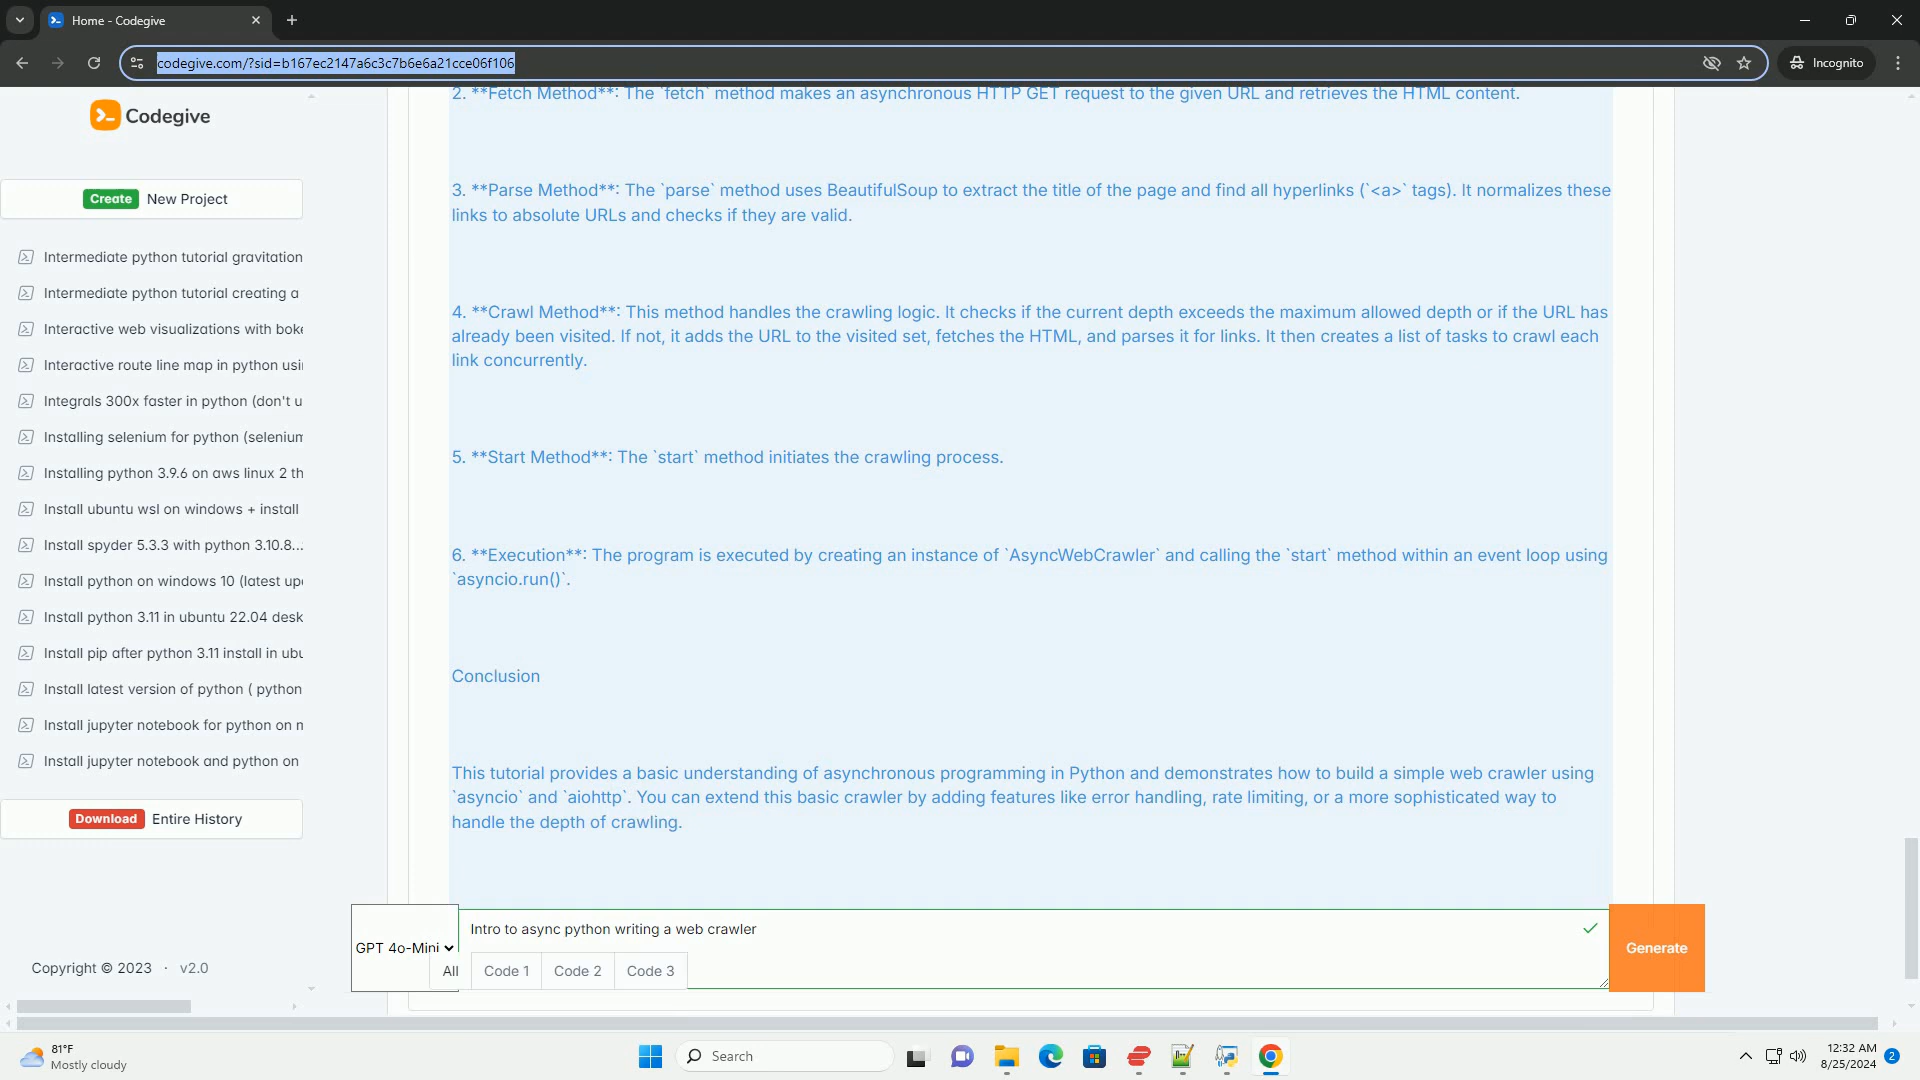 Home - Codegive
codegive.com/?sid=b167ec2147a6c3c7b6e6a21cce06f106
Incognito
Codegive
Create New Project
Intermediate python tutorial gravitation
Intermediate python tutorial creating a
Interactive web visualizations with boke
Interactive route line map in python usi
Integrals 300x faster in python (don't u
Installing selenium for python (selenium
Installing python 3.9.6 on aws linux 2 th
Install ubuntu wsl on windows + install
Install spyder 5.3.3 with python 3.10.8...
Install python on windows 10 (latest upd
Install python 3.11 in ubuntu 22.04 desk
Install pip after python 3.11 install in ubu
Install latest version of python ( python
Install jupyter notebook for python on m
Install jupyter notebook and python on
Download Entire History
Copyright © 2023 · v2.0
2. **Fetch Method**: The `fetch` method makes an asynchronous HTTP GET request to the given URL and retrieves the HTML content.
3. **Parse Method**: The `parse` method uses BeautifulSoup to extract the title of the page and find all hyperlinks (`<a>` tags). It normalizes these
links to absolute URLs and checks if they are valid.
4. **Crawl Method**: This method handles the crawling logic. It checks if the current depth exceeds the maximum allowed depth or if the URL has
already been visited. If not, it adds the URL to the visited set, fetches the HTML, and parses it for links. It then creates a list of tasks to crawl each
link concurrently.
5. **Start Method**: The `start` method initiates the crawling process.
6. **Execution**: The program is executed by creating an instance of `AsyncWebCrawler` and calling the `start` method within an event loop using
`asyncio.run()`.
Conclusion
This tutorial provides a basic understanding of asynchronous programming in Python and demonstrates how to build a simple web crawler using
`asyncio` and `aiohttp`. You can extend this basic crawler by adding features like error handling, rate limiting, or a more sophisticated way to
handle the depth of crawling.
Intro to async python writing a web crawler
GPT 4o-Mini
Generate
All Code 1 Code 2 Code 3
81°F
Mostly cloudy
Search
12:32 AM
8/25/2024
2